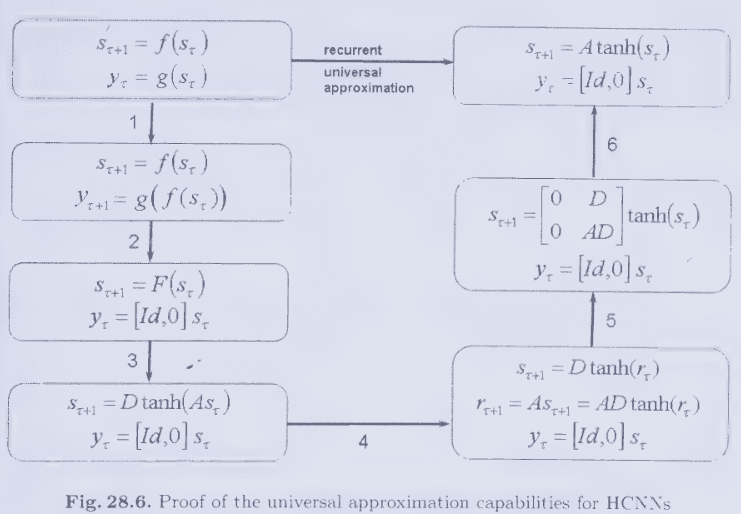 s_{τ+1} = f(s_τ)
y_τ = g(s_τ)
recurrent
universal
approximation
s_{τ+1} = A tanh(s_τ)
y_τ = [Id,0] s_τ
1
s_{τ+1} = f(s_τ)
y_{τ+1} = g(f(s_τ))
6
s_{τ+1} = [0 D; 0 AD] tanh(s_τ)
y_τ = [Id,0] s_τ
2
s_{τ+1} = F(s_τ)
y_τ = [Id,0] s_τ
5
3
s_{τ+1} = D tanh(As_τ)
y_τ = [Id,0] s_τ
4
s_{τ+1} = D tanh(r_τ)
r_{τ+1} = As_{τ+1} = AD tanh(r_τ)
y_τ = [Id,0] s_τ
Fig. 28.6. Proof of the universal approximation capabilities for HCNNs